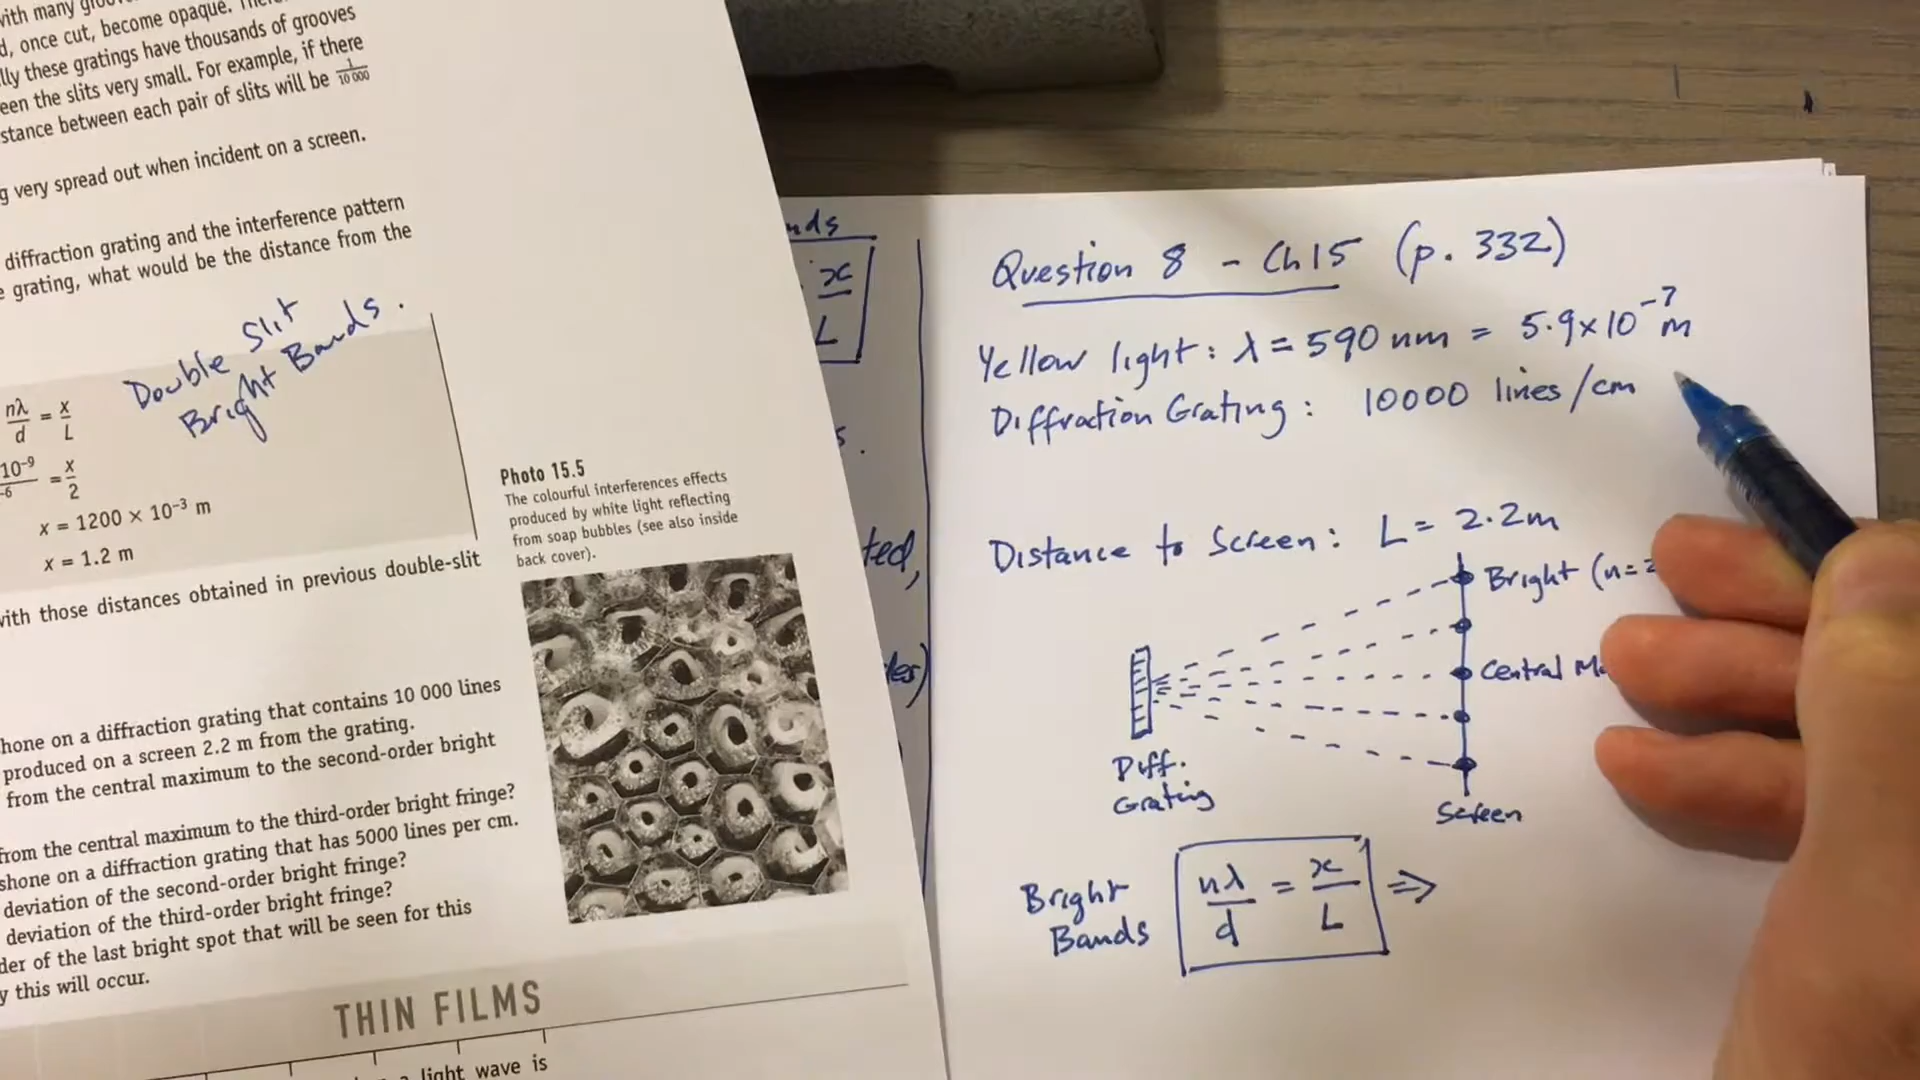 with many
d, once cut, become opaque.
lly these gratings have thousands of grooves
een the slits very small. For example, if there
stance between each pair of slits will be 1/10 000
g very spread out when incident on a screen.
diffraction grating and the interference pattern
e grating, what would be the distance from the
Double Slit
Bright Bands.
nλ/d = x/L
10⁻⁹/⁻⁶ = x/2
x = 1200 × 10⁻³ m
x = 1.2 m
with those distances obtained in previous double-slit
Photo 15.5
The colourful interferences effects
produced by white light reflecting
from soap bubbles (see also inside
back cover).
hone on a diffraction grating that contains 10 000 lines
produced on a screen 2.2 m from the grating.
from the central maximum to the second-order bright
from the central maximum to the third-order bright fringe?
shone on a diffraction grating that has 5000 lines per cm.
deviation of the second-order bright fringe?
deviation of the third-order bright fringe?
der of the last bright spot that will be seen for this
y this will occur.
THIN FILMS
a light wave is
nds
x/L
s.
ted,
les)
Question 8 - Ch15 (p. 332)
Yellow light: λ = 590 nm = 5.9×10⁻⁷ m
Diffraction Grating: 10000 lines/cm
Distance to Screen: L = 2.2m
Bright (n=2
Central Ma
Diff.
Grating
Screen
Bright
Bands
nλ/d = x/L ⇒